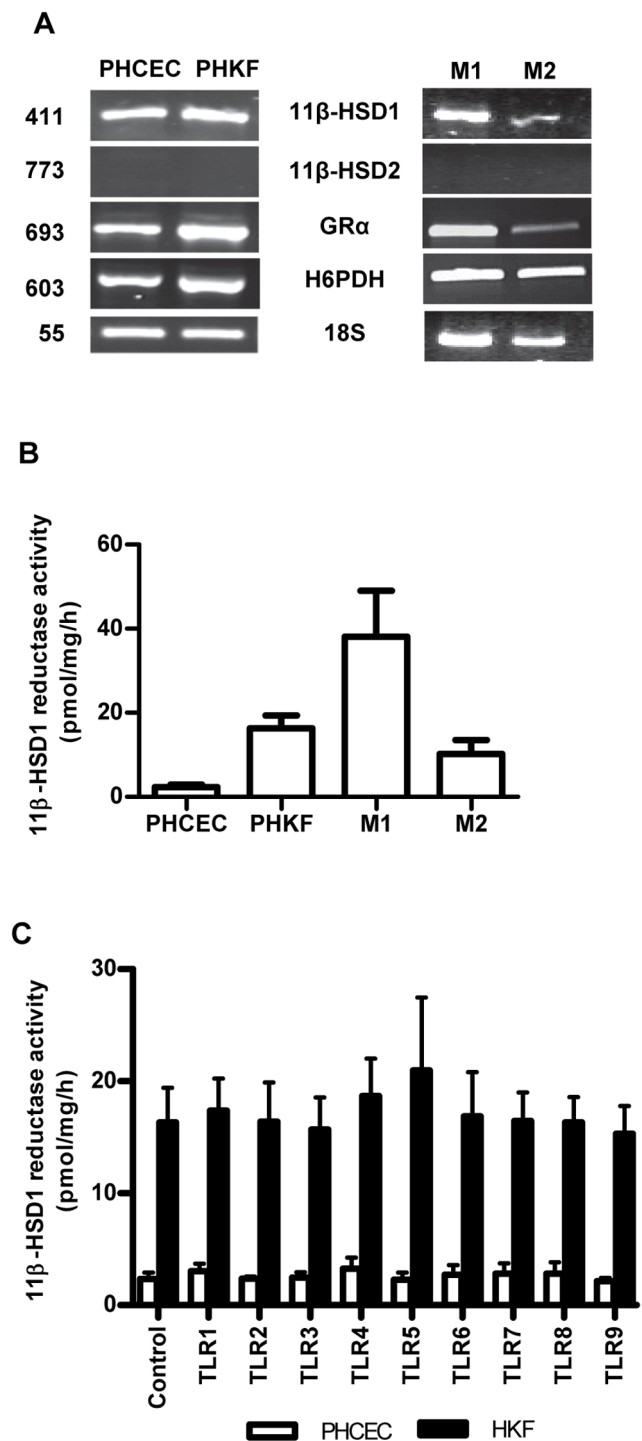 A
PHCEC PHKF M1 M2
411 11β-HSD1
773 11β-HSD2
693 GRα
603 H6PDH
55 18S
B
11β-HSD1 reductase activity
(pmol/mg/h)
60
40
20
0
PHCEC PHKF M1 M2
C
11β-HSD1 reductase activity
(pmol/mg/h)
30
20
10
0
Control TLR1 TLR2 TLR3 TLR4 TLR5 TLR6 TLR7 TLR8 TLR9
PHCEC HKF